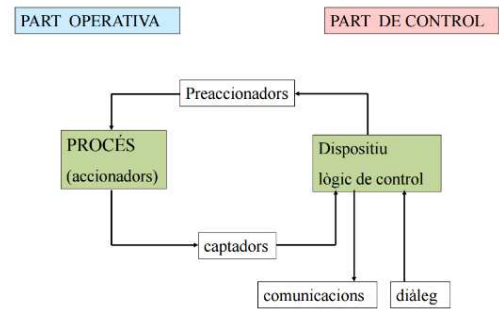 PART OPERATIVA
PART DE CONTROL
Preaccionadors
PROCÉS
(accionadors)
Dispositiu
lògic de control
captadors
comunicacions
diàleg